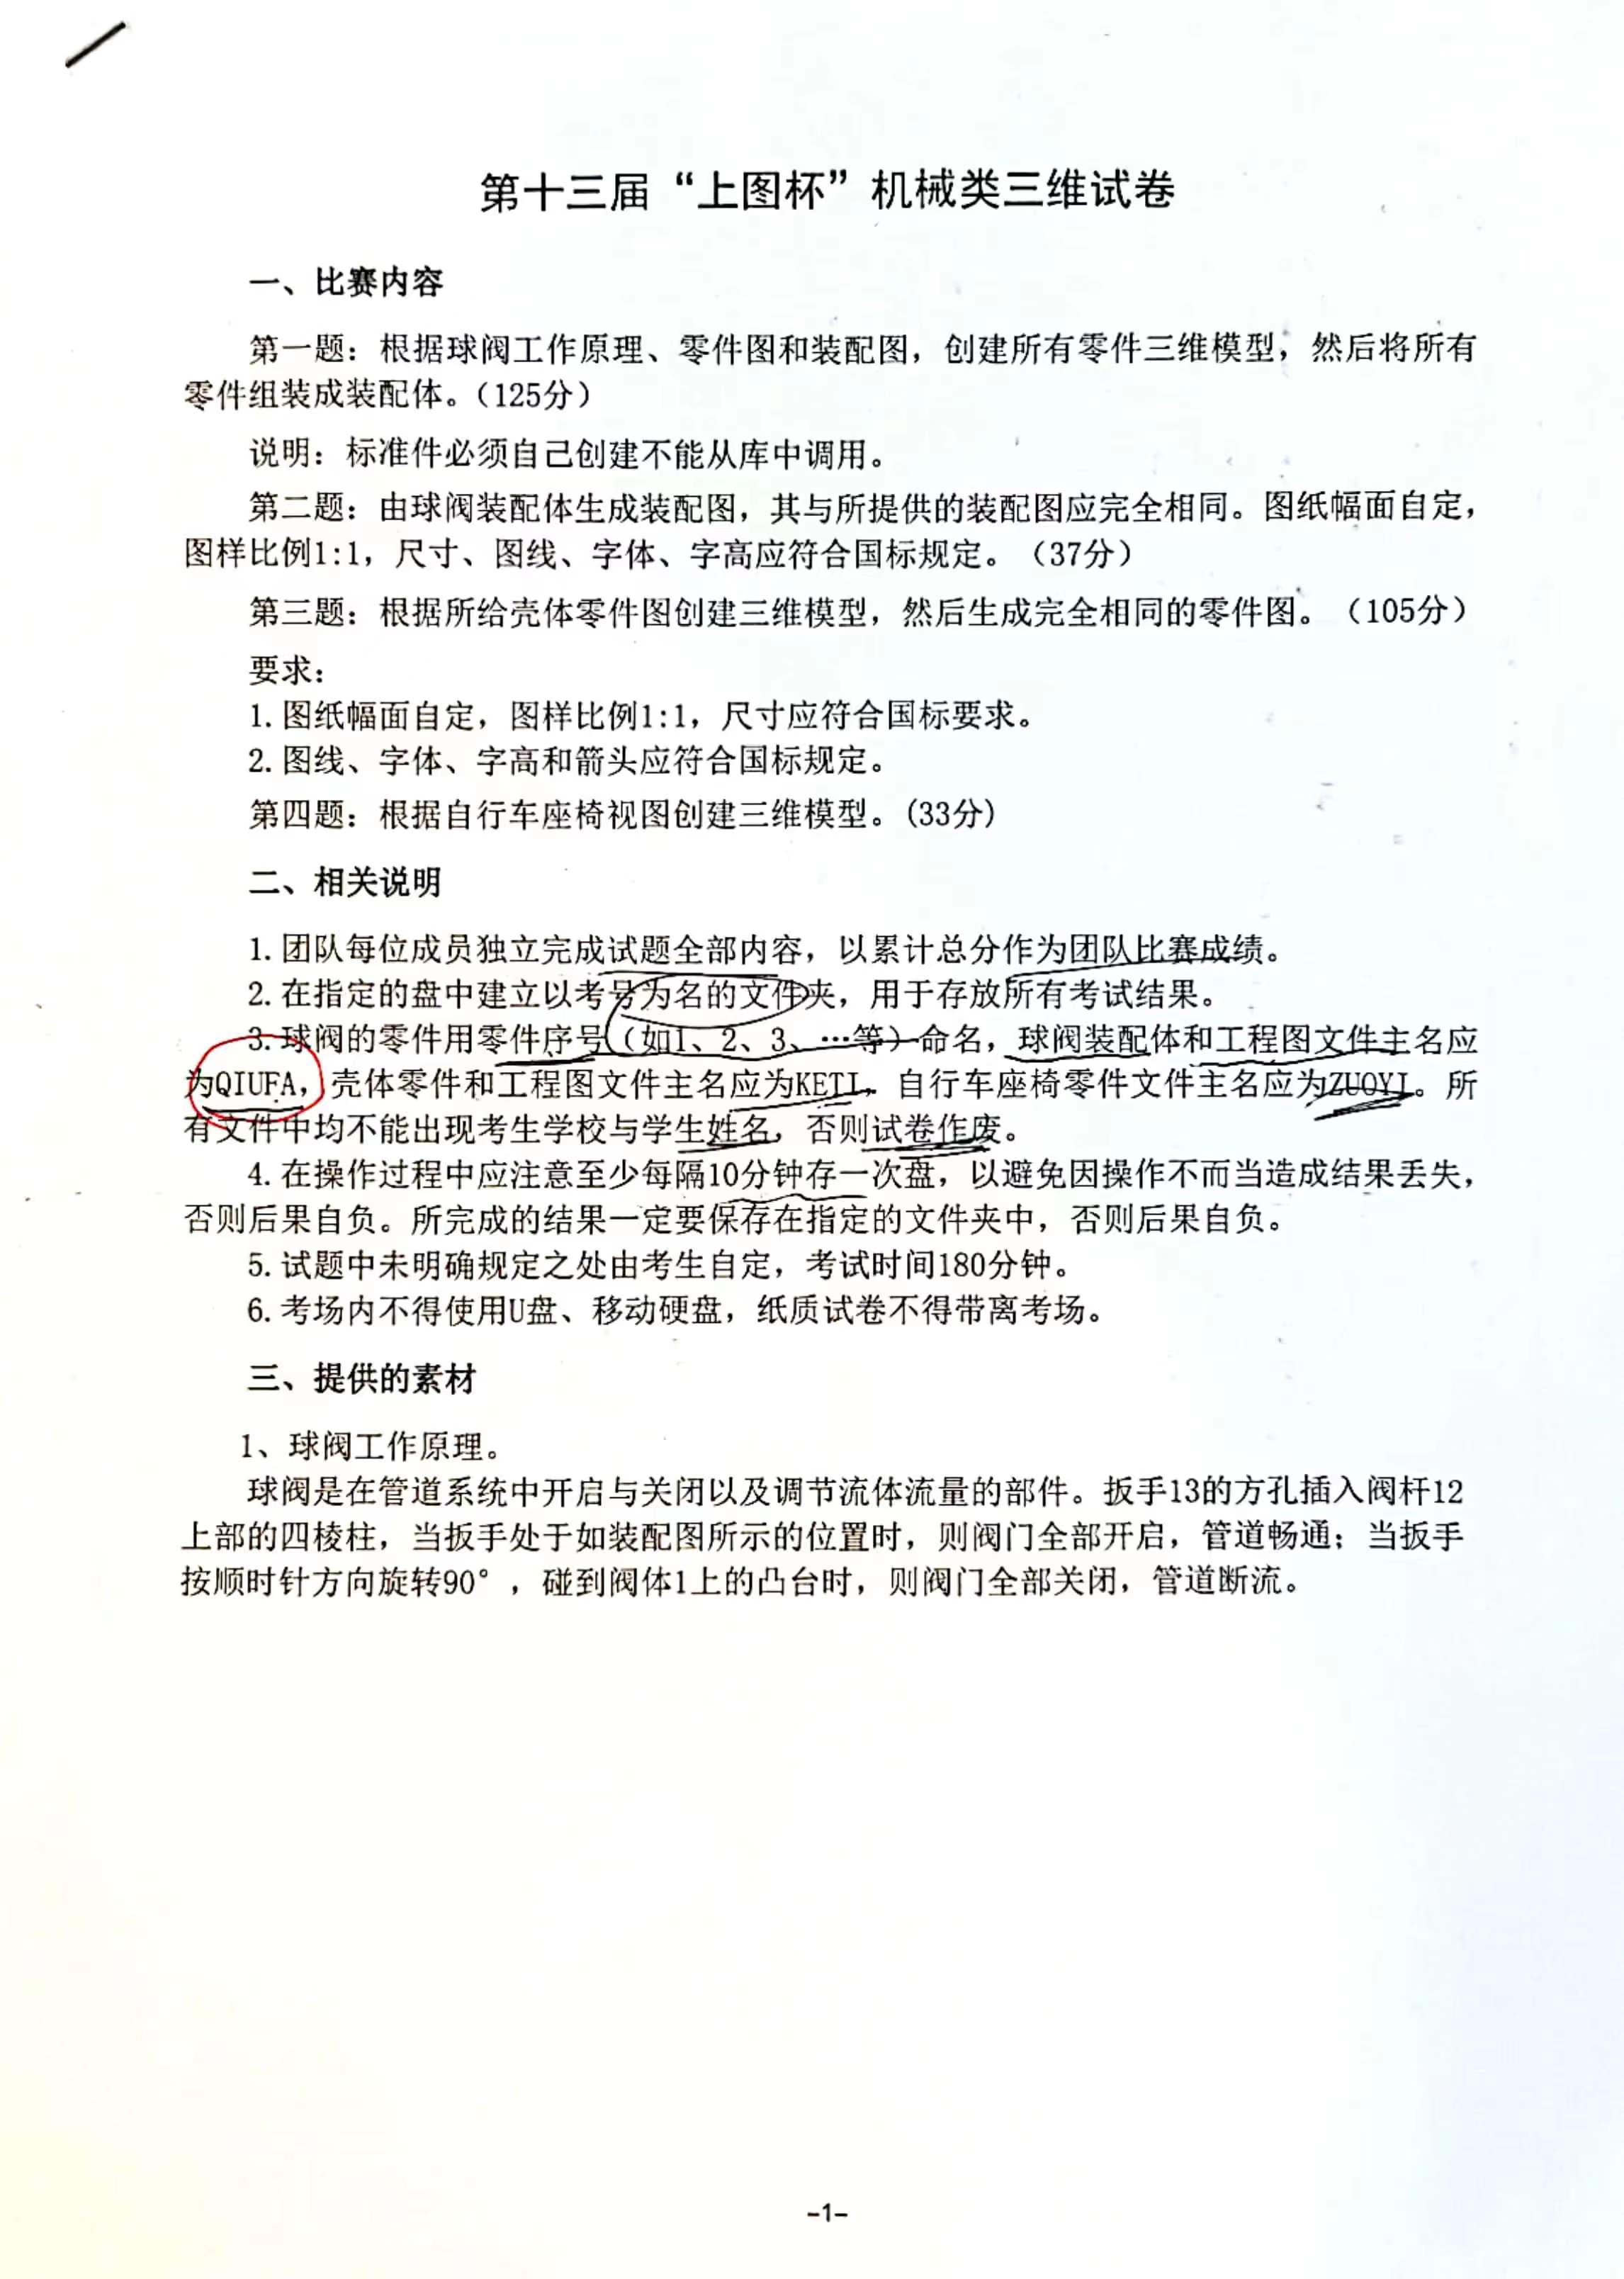 第十三届“上图杯”机械类三维试卷
一、比赛内容
第一题：根据球阀工作原理、零件图和装配图，创建所有零件三维模型，然后将所有
零件组装成装配体。（125分）
说明：标准件必须自己创建不能从库中调用。
第二题：由球阀装配体生成装配图，其与所提供的装配图应完全相同。图纸幅面自定，
图样比例1:1，尺寸、图线、字体、字高应符合国标规定。（37分）
第三题：根据所给壳体零件图创建三维模型，然后生成完全相同的零件图。（105分）
要求：
1.图纸幅面自定，图样比例1:1，尺寸应符合国标要求。
2.图线、字体、字高和箭头应符合国标规定。
第四题：根据自行车座椅视图创建三维模型。(33分)
二、相关说明
1.团队每位成员独立完成试题全部内容，以累计总分作为团队比赛成绩。
2.在指定的盘中建立以考号为名的文件夹，用于存放所有考试结果。
3.球阀的零件用零件序号（如1、2、3、…等）命名，球阀装配体和工程图文件主名应
为QIUFA，壳体零件和工程图文件主名应为KETI，自行车座椅零件文件主名应为ZUOYI。所
有文件中均不能出现考生学校与学生姓名，否则试卷作废。
4.在操作过程中应注意至少每隔10分钟存一次盘，以避免因操作不而当造成结果丢失，
否则后果自负。所完成的结果一定要保存在指定的文件夹中，否则后果自负。
5.试题中未明确规定之处由考生自定，考试时间180分钟。
6.考场内不得使用U盘、移动硬盘，纸质试卷不得带离考场。
三、提供的素材
1、球阀工作原理。
球阀是在管道系统中开启与关闭以及调节流体流量的部件。扳手13的方孔插入阀杆12
上部的四棱柱，当扳手处于如装配图所示的位置时，则阀门全部开启，管道畅通；当扳手
按顺时针方向旋转90°，碰到阀体1上的凸台时，则阀门全部关闭，管道断流。
-1-